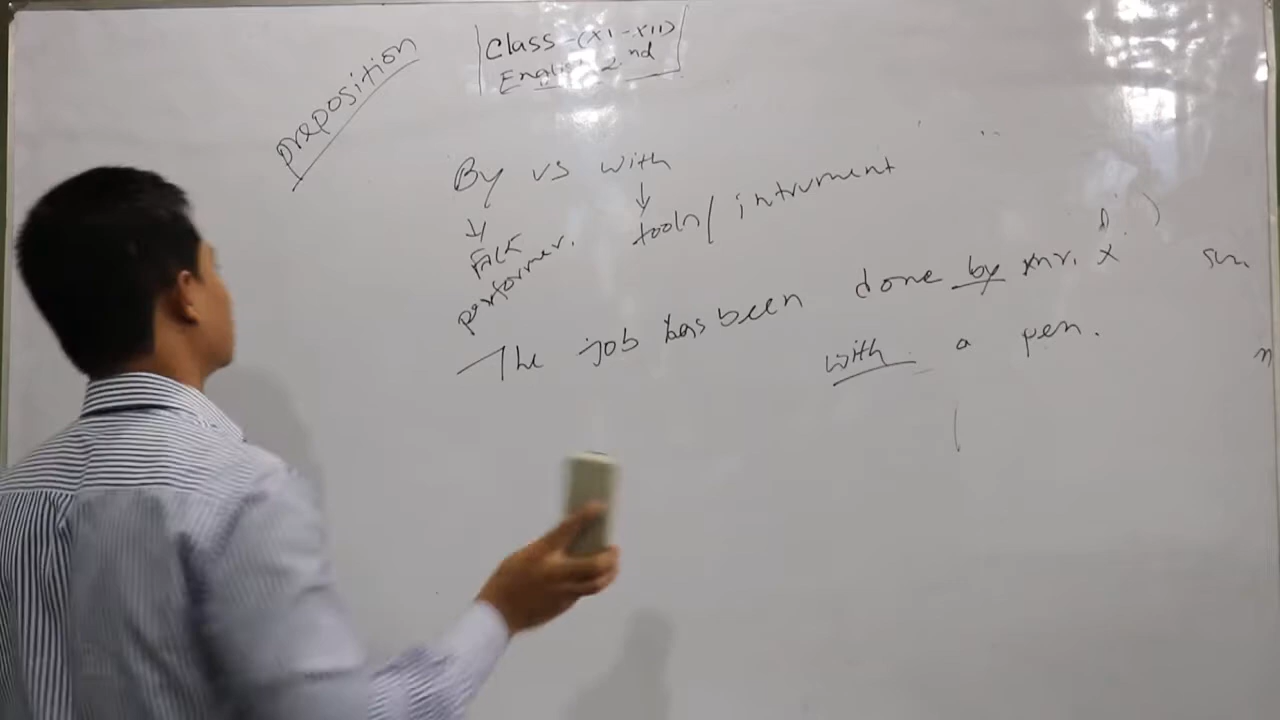 preposition
Class-(XI-XII)
English 2nd
By vs with
performer.
tools/ intrument
The job has been done by mr. X
with a pen.